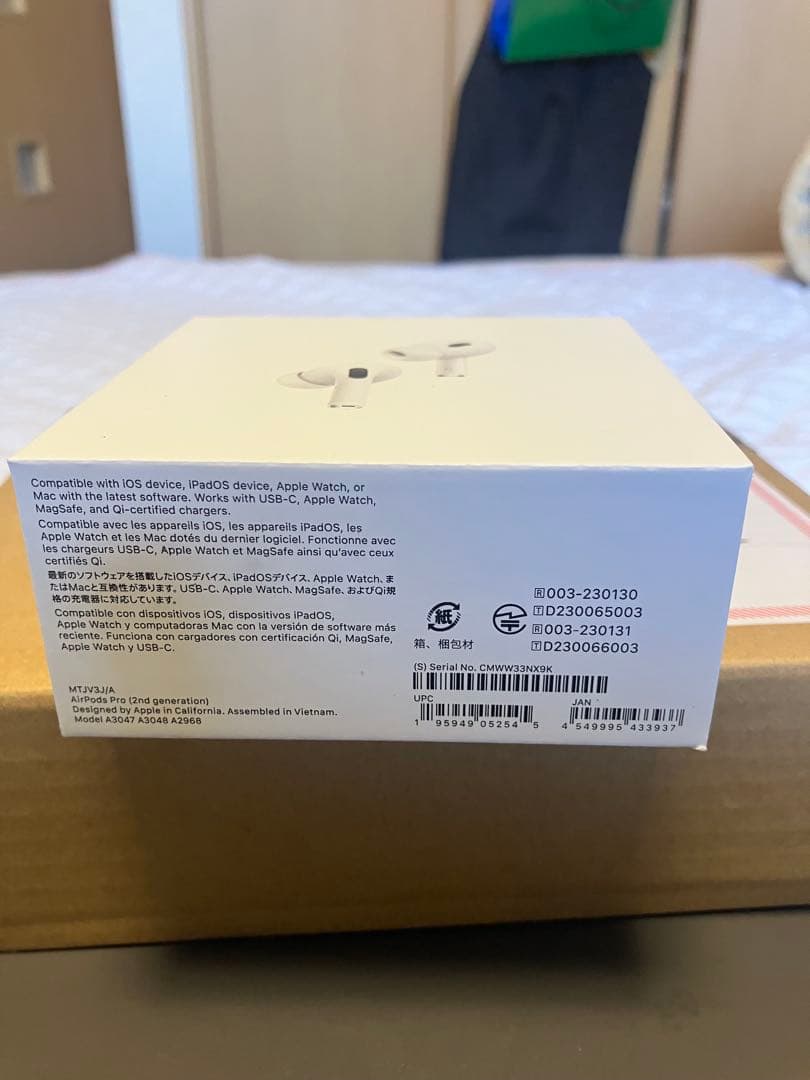 Compatible with iOS device, iPadOS device, Apple Watch, or
Mac with the latest software. Works with USB-C, Apple Watch,
MagSafe, and Qi-certified chargers.
Compatible avec les appareils iOS, les appareils iPadOS, les
Apple Watch et les Mac dotés du dernier logiciel. Fonctionne avec
les chargeurs USB-C, Apple Watch et MagSafe ainsi qu'avec ceux
certifiés Qi.
最新のソフトウェアを搭載したiOSデバイス、iPadOSデバイス、Apple Watch、ま
たはMacと互換性があります。USB-C、Apple Watch、MagSafe、およびQi規
格の充電器に対応しています。
Compatible con dispositivos iOS, dispositivos iPadOS,
Apple Watch y computadoras Mac con la versión de software más
reciente. Funciona con cargadores con certificación Qi, MagSafe,
Apple Watch y USB-C.
MTJV3J/A
AirPods Pro (2nd generation)
Designed by Apple in California. Assembled in Vietnam.
Model A3047 A3048 A2968
紙
箱、梱包材
R 003-230130
T D230065003
R 003-230131
T D230066003
(S) Serial No. CMWW33NX9K
UPC
1 95949 05254 5
JAN
4 549995 433937